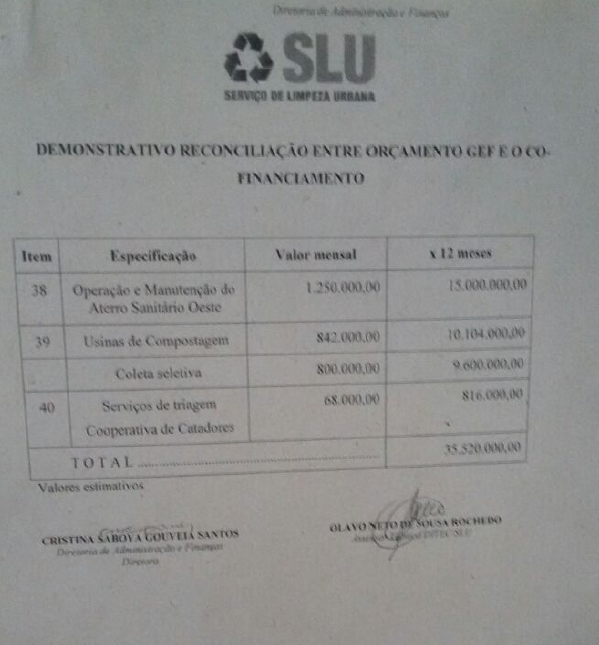 Diretoria de Administração e Finanças
SLU
SERVIÇO DE LIMPEZA URBANA
DEMONSTRATIVO RECONCILIAÇÃO ENTRE ORÇAMENTO GEF E O CO-
FINANCIAMENTO
Item Especificação Valor mensal x 12 meses
38 Operação e Manutenção do 1.250.000,00 15.000.000,00
Aterro Sanitário Oeste
39 Usinas de Compostagem 842.000,00 10.104.000,00
Coleta seletiva 800.000,00 9.600.000,00
40 Serviços de triagem 68.000,00 816.000,00
Cooperativa de Catadores
TOTAL 35.520.000,00
Valores estimativos
CRISTINA SABOYA GOUVEIA SANTOS
Diretoria de Administração e Finanças
Diretora
OLAVO NETO DE SOUSA ROCHEDO